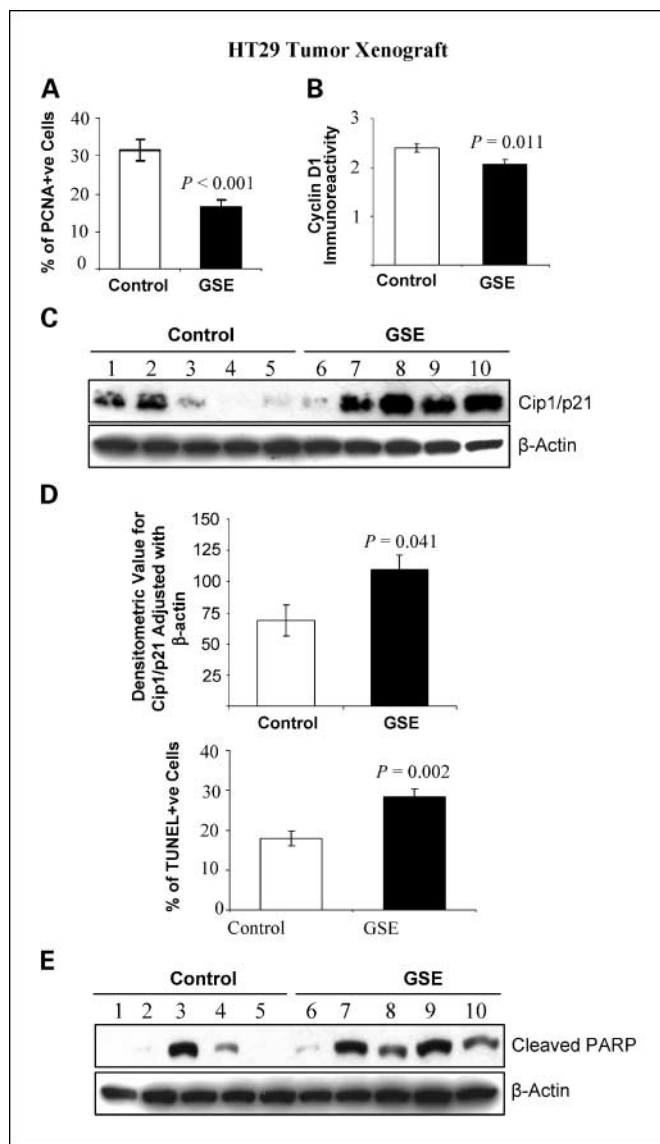 HT29 Tumor Xenograft
A
% of PCNA+ve Cells
40
30
20
10
0
P < 0.001
Control GSE
B
Cyclin D1
Immunoreactivity
3
2
1
P = 0.011
Control GSE
C
Control GSE
1 2 3 4 5 6 7 8 9 10
Cip1/p21
β-Actin
D
Densitometric Value for
Cip1/p21 Adjusted with
β-actin
150
125
100
75
50
25
P = 0.041
Control GSE
% of TUNEL+ve Cells
40
30
20
10
0
P = 0.002
Control GSE
E
Control GSE
1 2 3 4 5 6 7 8 9 10
Cleaved PARP
β-Actin